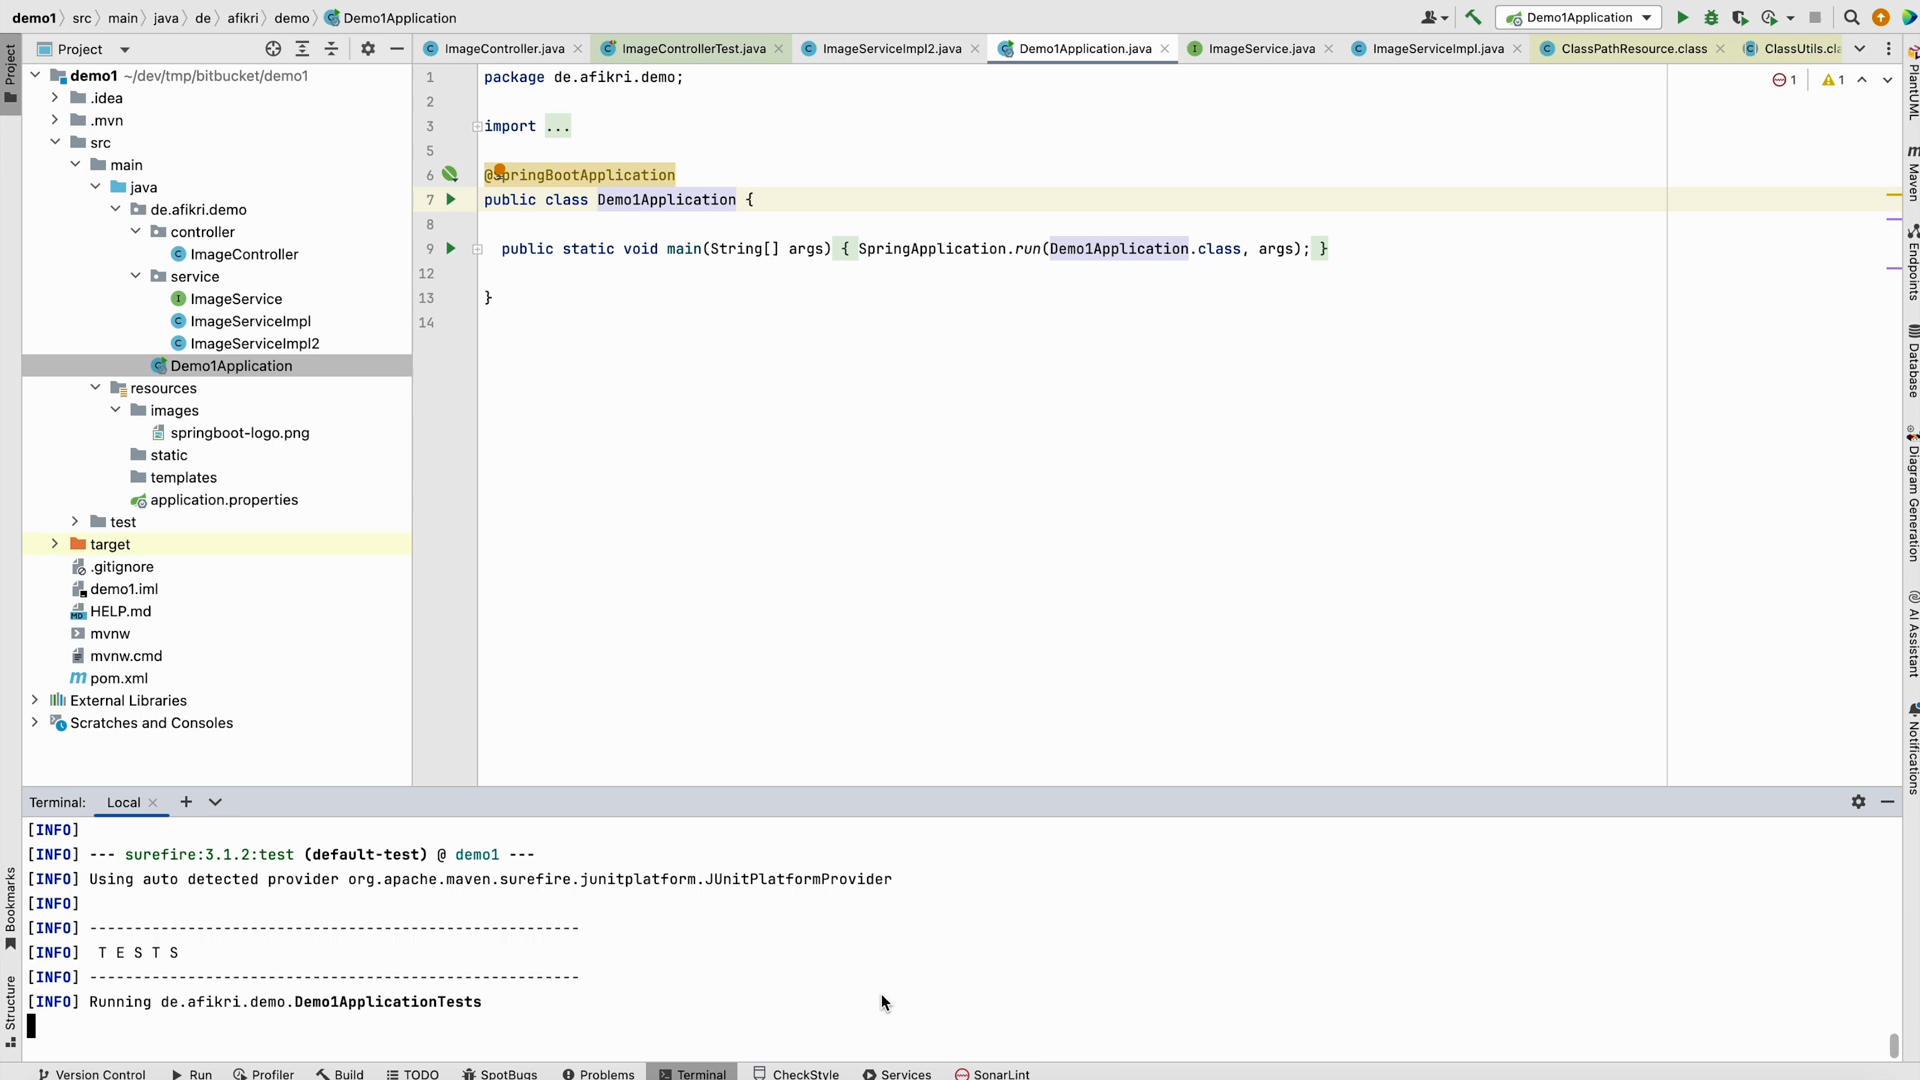 demo1 〉 src 〉 main 〉 java 〉 de 〉 afikri 〉 demo 〉 Demo1Application
Demo1Application
Project
ImageController.java
ImageControllerTest.java
ImageServiceImpl2.java
Demo1Application.java
ImageService.java
ImageServiceImpl.java
ClassPathResource.class
ClassUtils.cla
demo1 ~/dev/tmp/bitbucket/demo1
.idea
.mvn
src
main
java
de.afikri.demo
controller
ImageController
service
ImageService
ImageServiceImpl
ImageServiceImpl2
Demo1Application
resources
images
springboot-logo.png
static
templates
application.properties
test
target
.gitignore
demo1.iml
HELP.md
mvnw
mvnw.cmd
pom.xml
External Libraries
Scratches and Consoles
1 package de.afikri.demo;
2
3 import ...
5
6 @SpringBootApplication
7 public class Demo1Application {
8
9 public static void main(String[] args) { SpringApplication.run(Demo1Application.class, args); }
12
13 }
14
1 1
Project
Bookmarks
Structure
PlantUML
Maven
Endpoints
Database
Diagram Generation
AI Assistant
Notifications
Terminal: Local
[INFO]
[INFO] --- surefire:3.1.2:test (default-test) @ demo1 ---
[INFO] Using auto detected provider org.apache.maven.surefire.junitplatform.JUnitPlatformProvider
[INFO]
[INFO] -------------------------------------------------------
[INFO]  T E S T S
[INFO] -------------------------------------------------------
[INFO] Running de.afikri.demo.Demo1ApplicationTests
Version Control
Run
Profiler
Build
TODO
SpotBugs
Problems
Terminal
CheckStyle
Services
SonarLint